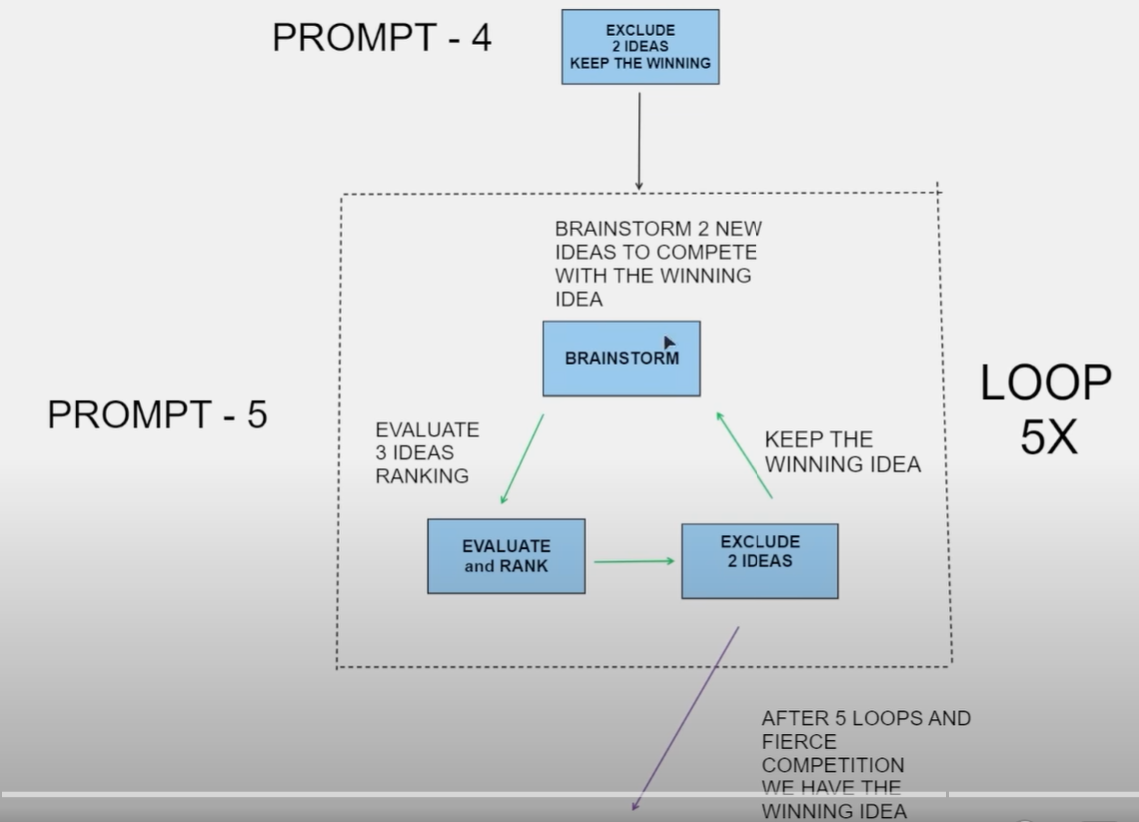 PROMPT - 4
EXCLUDE
2 IDEAS
KEEP THE WINNING
BRAINSTORM 2 NEW
IDEAS TO COMPETE
WITH THE WINNING
IDEA
BRAINSTORM
PROMPT - 5
LOOP
5X
EVALUATE
3 IDEAS
RANKING
KEEP THE
WINNING IDEA
EVALUATE
and RANK
EXCLUDE
2 IDEAS
AFTER 5 LOOPS AND
FIERCE
COMPETITION
WE HAVE THE
WINNING IDEA